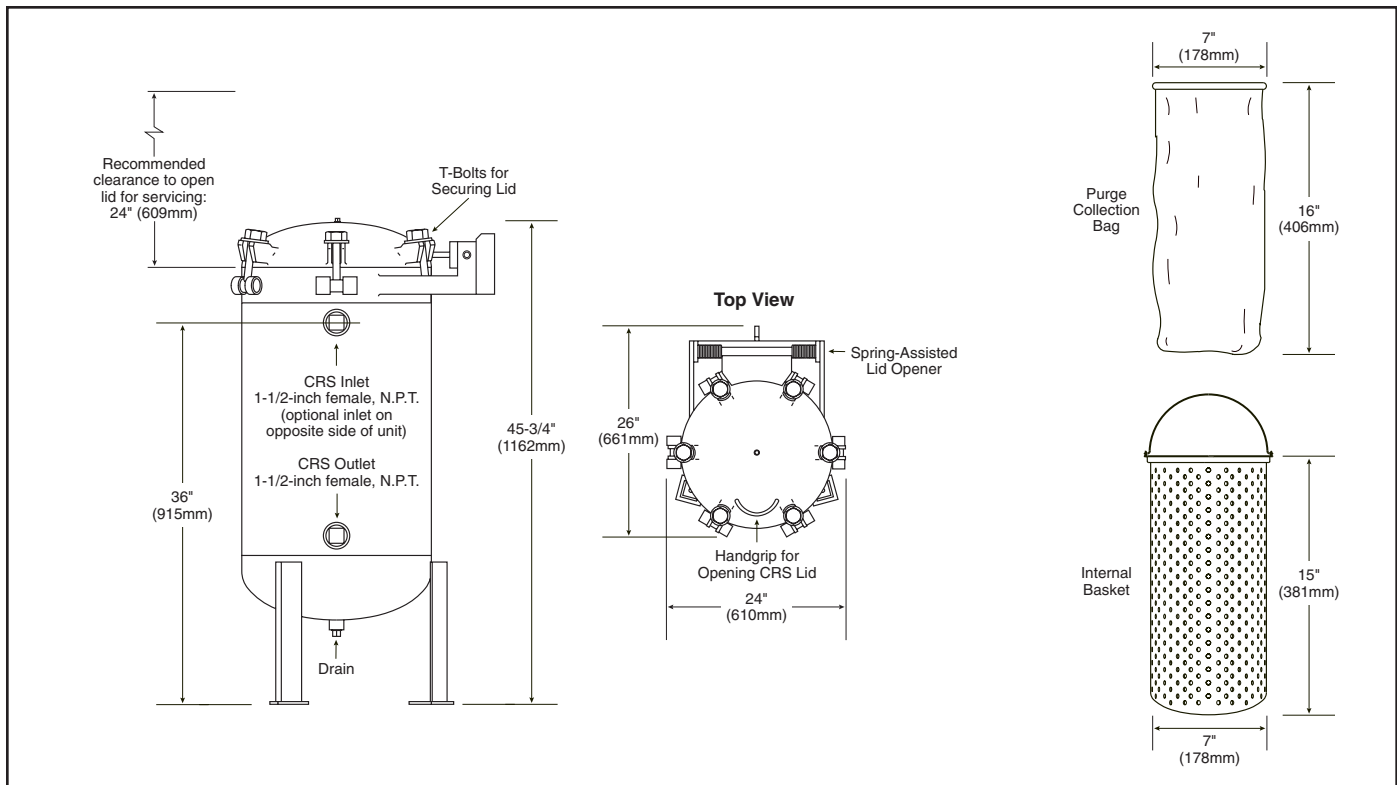 Recommended
clearance to open
lid for servicing:
24" (609mm)
T-Bolts for
Securing Lid
CRS Inlet
1-1/2-inch female, N.P.T.
(optional inlet on
opposite side of unit)
CRS Outlet
1-1/2-inch female, N.P.T.
36"
(915mm)
45-3/4"
(1162mm)
Drain
Top View
Spring-Assisted
Lid Opener
26"
(661mm)
Handgrip for
Opening CRS Lid
24"
(610mm)
7"
(178mm)
Purge
Collection
Bag
16"
(406mm)
Internal
Basket
15"
(381mm)
7"
(178mm)